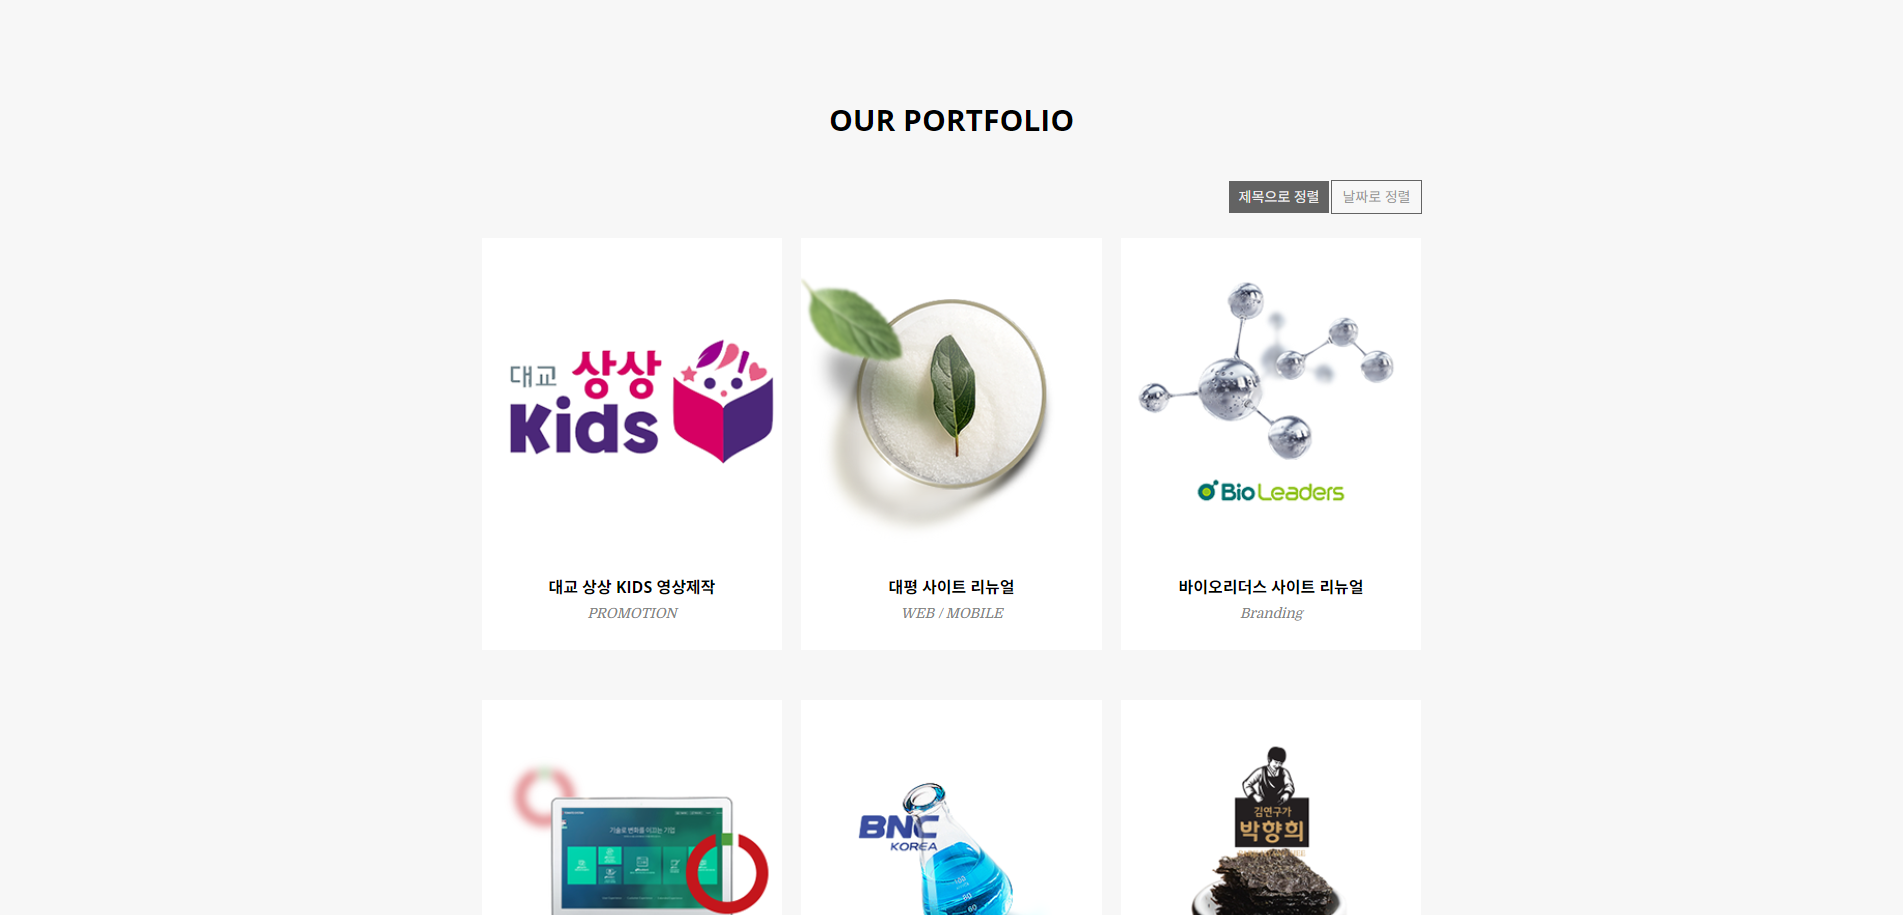 OUR PORTFOLIO
제목으로 정렬
날짜로 정렬
대교 상상
Kids
BioLeaders
대교 상상 KIDS 영상제작
PROMOTION
대평 사이트 리뉴얼
WEB / MOBILE
바이오리더스 사이트 리뉴얼
Branding
기술로 변화를 이끄는 기업
BNC
KOREA
160
80
60
김연구가
박향희